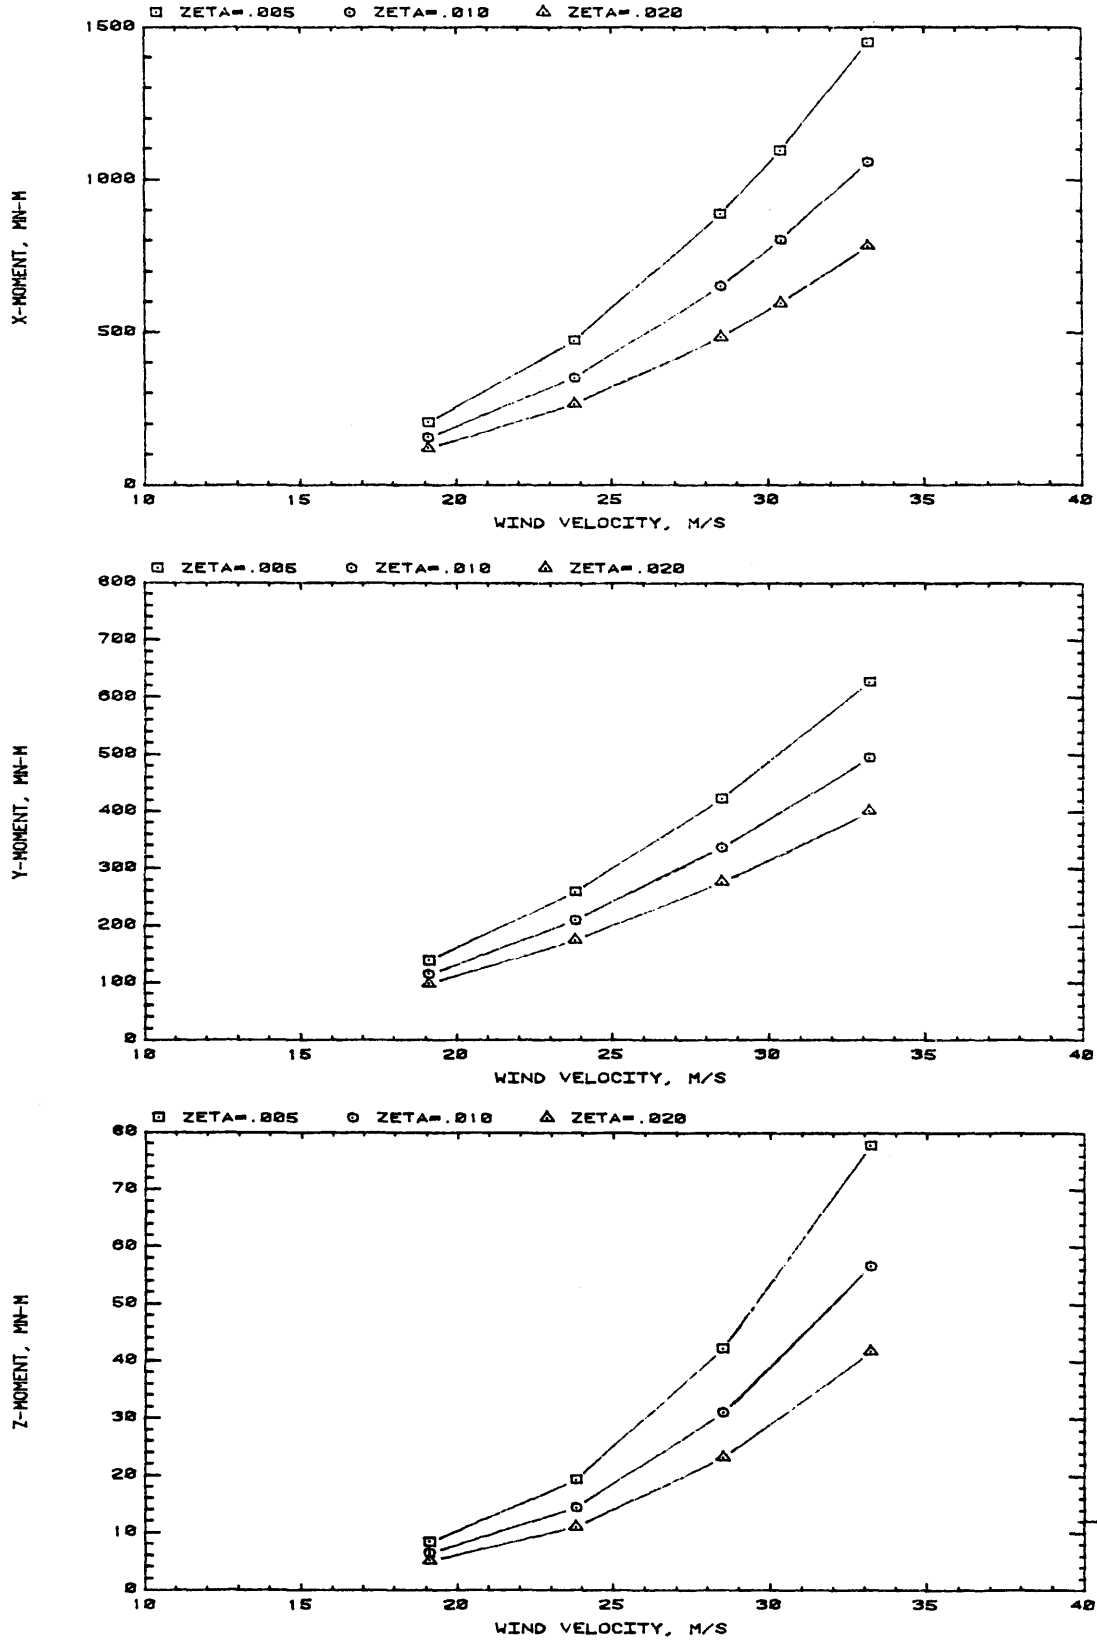 ZETA=.005 ZETA=.010 ZETA=.020
1500
1000
500
0
X-MOMENT, MN-M
10 15 20 25 30 35 40
WIND VELOCITY, M/S
ZETA=.005 ZETA=.010 ZETA=.020
800
700
600
500
400
300
200
100
0
Y-MOMENT, MN-M
10 15 20 25 30 35 40
WIND VELOCITY, M/S
ZETA=.005 ZETA=.010 ZETA=.020
80
70
60
50
40
30
20
10
0
Z-MOMENT, MN-M
10 15 20 25 30 35 40
WIND VELOCITY, M/S